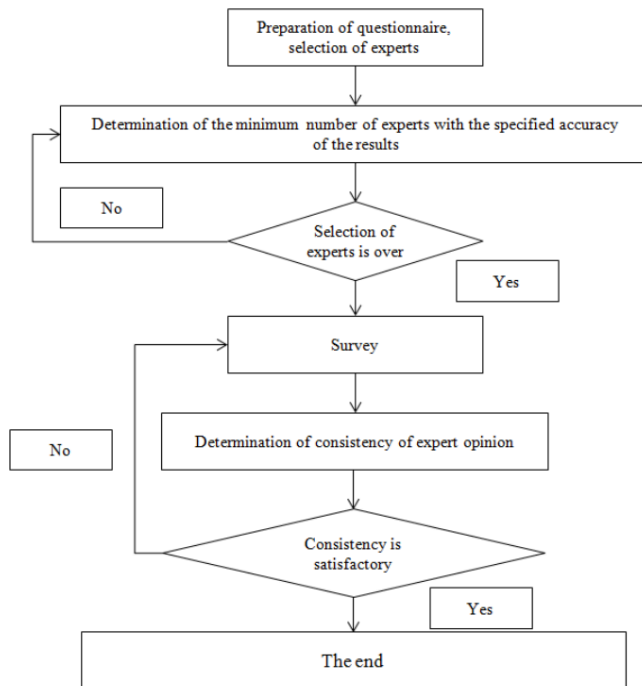 Preparation of questionnaire,
selection of experts
Determination of the minimum number of experts with the specified accuracy
of the results
No
Selection of
experts is over
Yes
Survey
No
Determination of consistency of expert opinion
Consistency is
satisfactory
Yes
The end